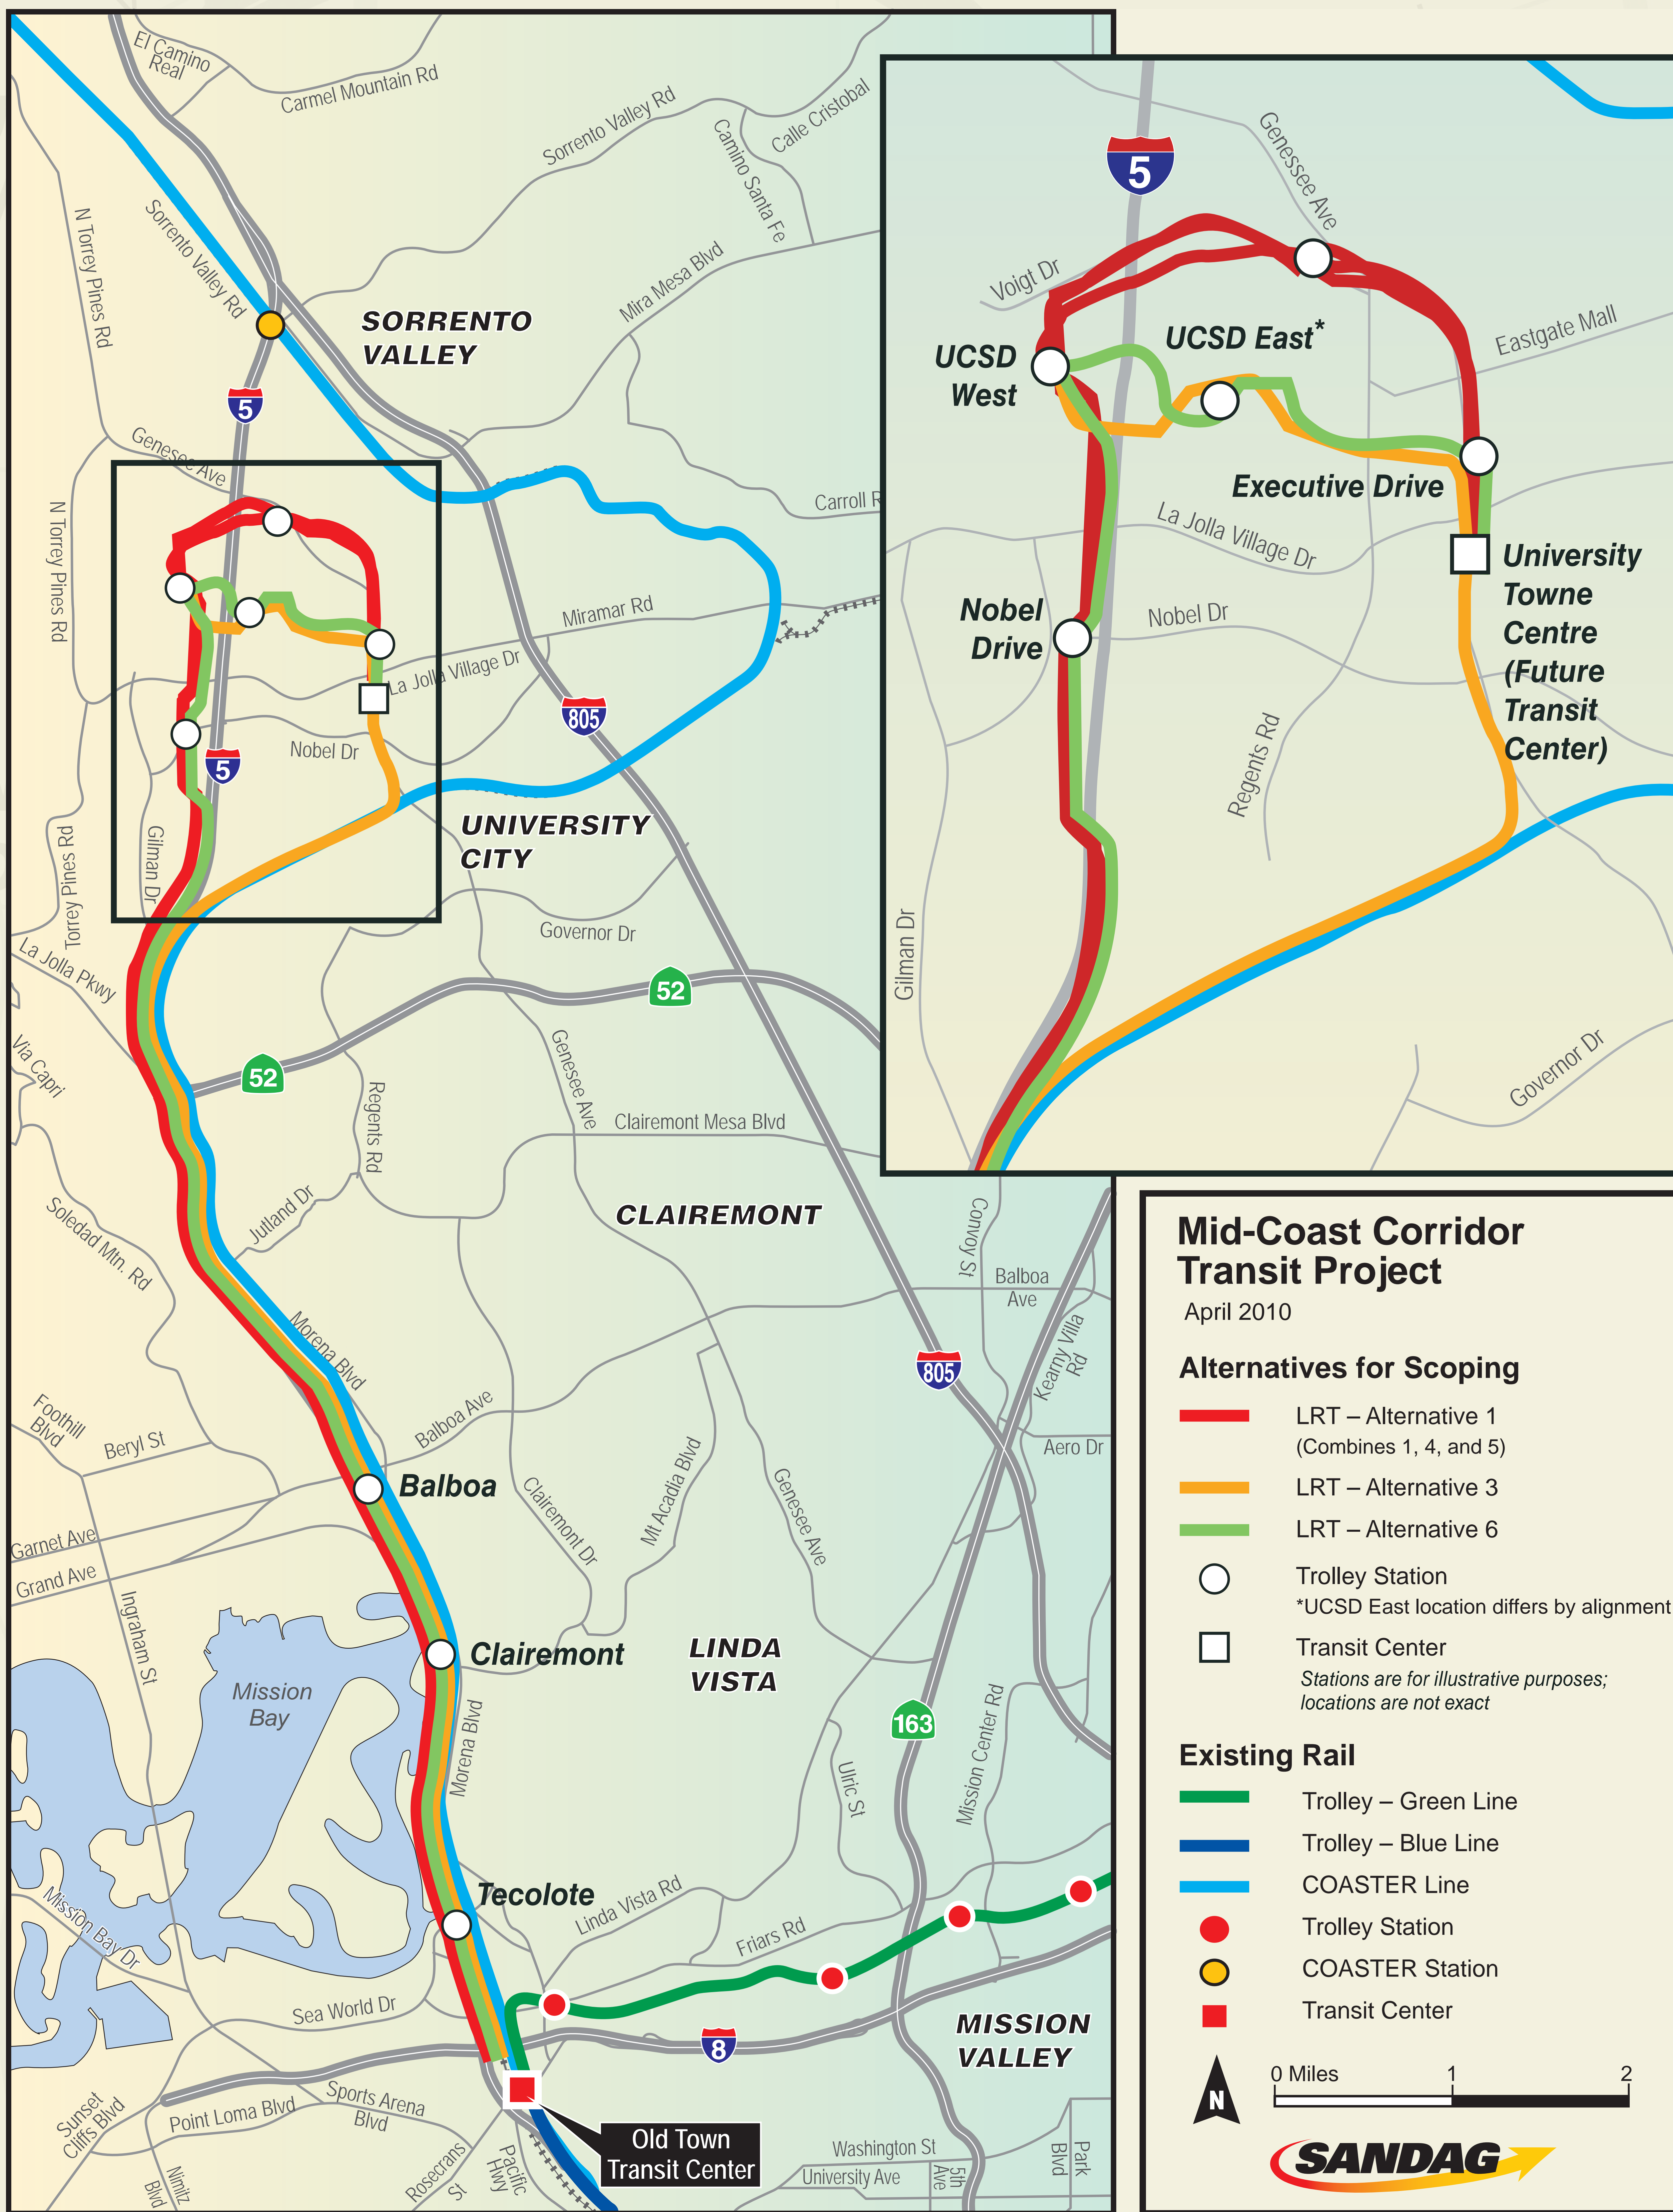 El Camino
Real
Carmel Mountain Rd
Sorrento Valley Rd
Calle Cristobal
Camino Santa Fe
N Torrey Pines Rd
Sorrento Valley Rd
Mira Mesa Blvd
SORRENTO
VALLEY
5
Genesee Ave
N Torrey Pines Rd
Carroll R
Miramar Rd
La Jolla Village Dr
805
Nobel Dr
5
UNIVERSITY
CITY
Torrey Pines Rd
Gilman Dr
Governor Dr
La Jolla Pkwy
52
52
Via Capri
Regents Rd
Genesee Ave
Clairemont Mesa Blvd
CLAIREMONT
Soledad Mtn. Rd
Jutland Dr
Convoy St
Balboa
Ave
Morena Blvd
805
Kearny Villa
Rd
Foothill
Blvd
Beryl St
Balboa Ave
Aero Dr
Balboa
Clairemont Dr
Mt Acadia Blvd
Genesee Ave
Garnet Ave
Grand Ave
Ingraham St
Clairemont
LINDA
VISTA
Mission
Bay
Morena Blvd
163
Mission Center Rd
Ulric St
Tecolote
Linda Vista Rd
Friars Rd
Mission Bay Dr
Sea World Dr
MISSION
VALLEY
8
Sunset
Cliffs Blvd
Point Loma Blvd
Sports Arena
Blvd
Old Town
Transit Center
Nimitz
Blvd
Rosecrans
St
Pacific
Hwy
Washington St
University Ave
5th
Ave
Park
Blvd
5
Genessee Ave
Voigt Dr
UCSD East*
Eastgate Mall
UCSD
West
Executive Drive
La Jolla Village Dr
University
Towne
Centre
(Future
Transit
Center)
Nobel
Drive
Nobel Dr
Regents Rd
Gilman Dr
Governor Dr
Mid-Coast Corridor
Transit Project
April 2010
Alternatives for Scoping
LRT – Alternative 1
(Combines 1, 4, and 5)
LRT – Alternative 3
LRT – Alternative 6
Trolley Station
*UCSD East location differs by alignment
Transit Center
Stations are for illustrative purposes;
locations are not exact
Existing Rail
Trolley – Green Line
Trolley – Blue Line
COASTER Line
Trolley Station
COASTER Station
Transit Center
N
0 Miles 1 2
SANDAG